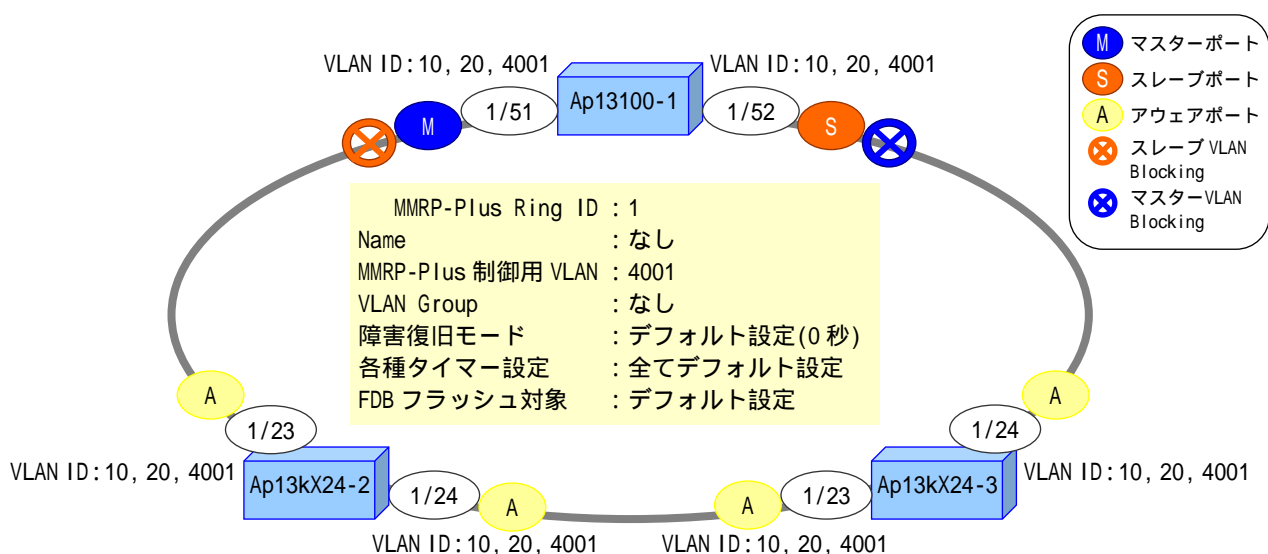 VLAN ID:10, 20, 4001
VLAN ID:10, 20, 4001
M
1/51
Ap13100-1
1/52
S
M マスターポート
S スレーブポート
A アウェアポート
スレーブ VLAN
Blocking
マスターVLAN
Blocking
MMRP-Plus Ring ID : 1
Name : なし
MMRP-Plus 制御用 VLAN : 4001
VLAN Group : なし
障害復旧モード : デフォルト設定(0 秒)
各種タイマー設定 : 全てデフォルト設定
FDB フラッシュ対象 : デフォルト設定
A
1/23
VLAN ID:10, 20, 4001
Ap13kX24-2
1/24
A
VLAN ID:10, 20, 4001
A
1/23
VLAN ID:10, 20, 4001
Ap13kX24-3
1/24
A
VLAN ID:10, 20, 4001